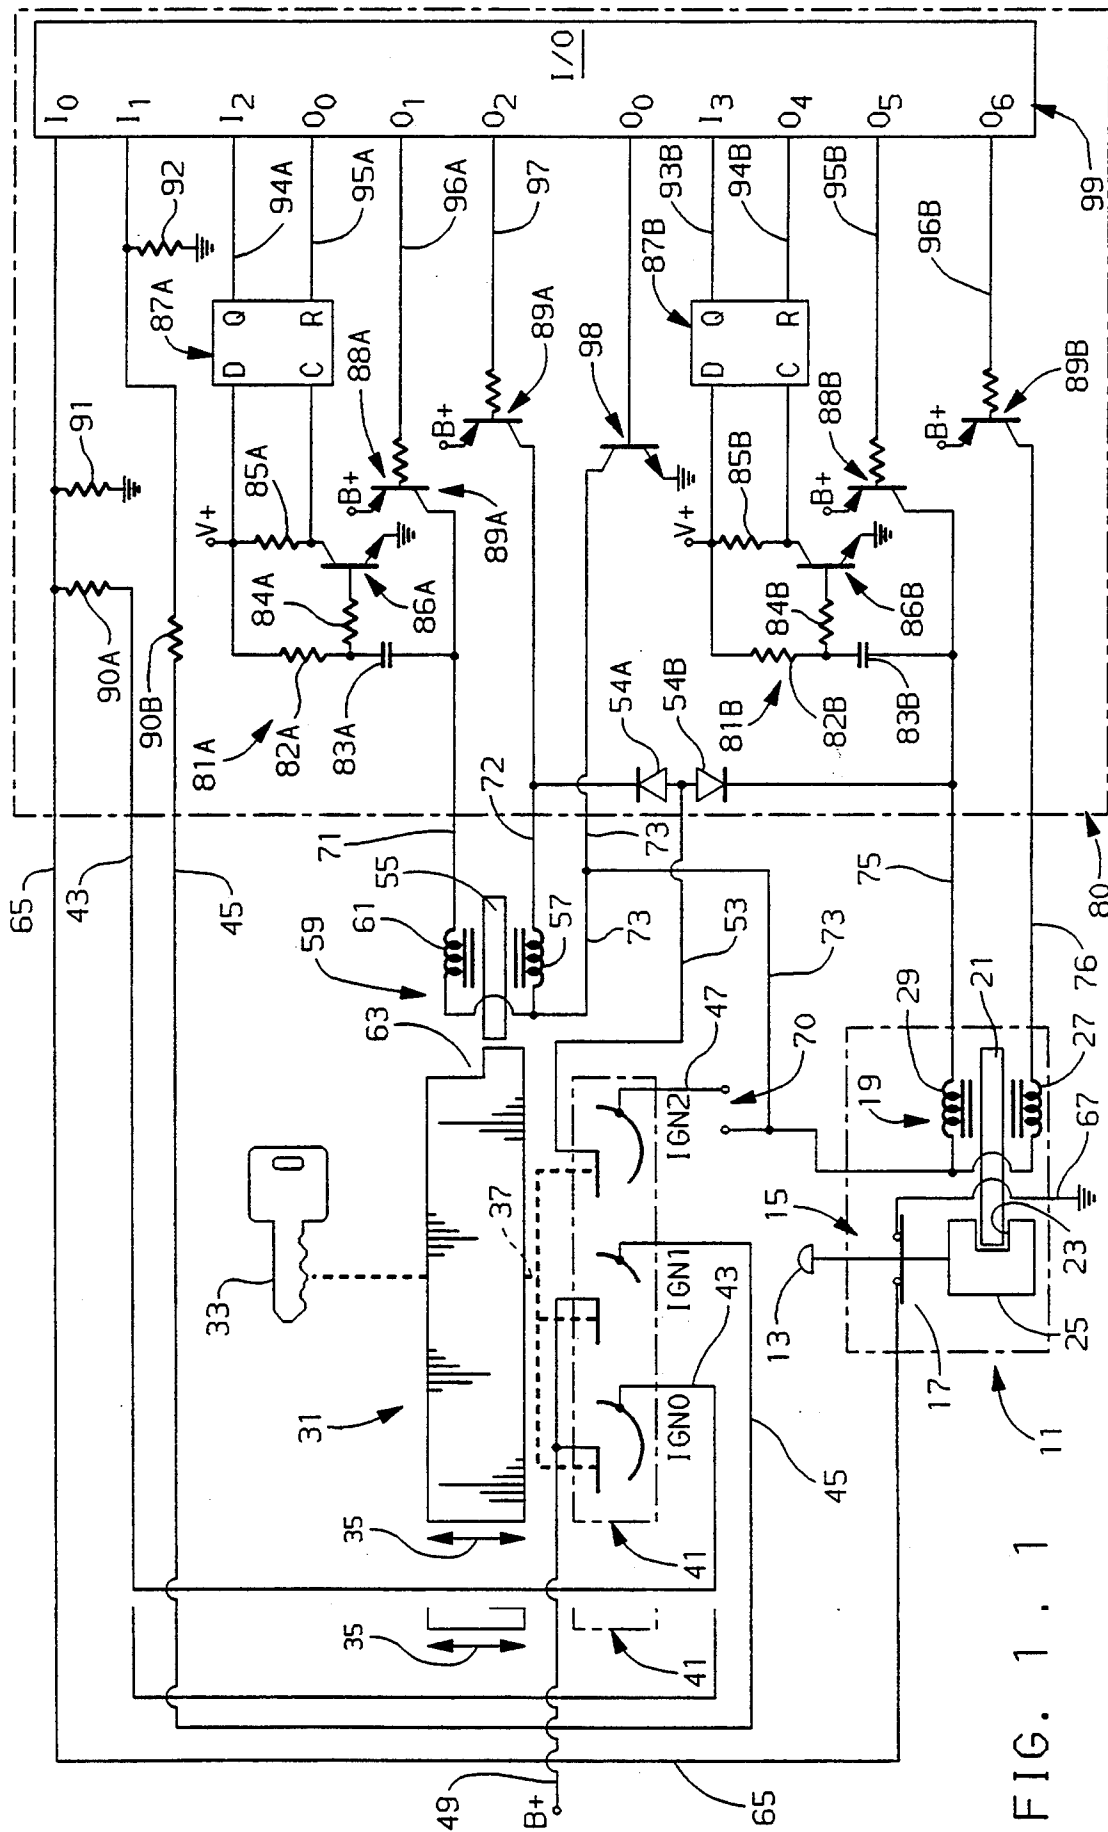 65
43
45
90A
90B
91
92
I0
I1
I2
O0
O1
O2
O0
I3
O4
O5
O6
I/O
99
81A
82A
83A
84A
85A
86A
V+
87A
D
Q
C
R
94A
95A
88A
B+
96A
89A
B+
97
89A
98
71
72
73
54A
54B
81B
82B
83B
84B
85B
86B
V+
87B
D
Q
C
R
93B
94B
88B
B+
95B
B+
96B
89B
80
59
61
55
57
63
73
53
73
75
76
33
31
37
35
35
41
41
IGN0
IGN1
IGN2
43
45
47
70
49
B+
65
13
15
17
19
29
21
27
67
23
25
11
FIG. 1 . 1